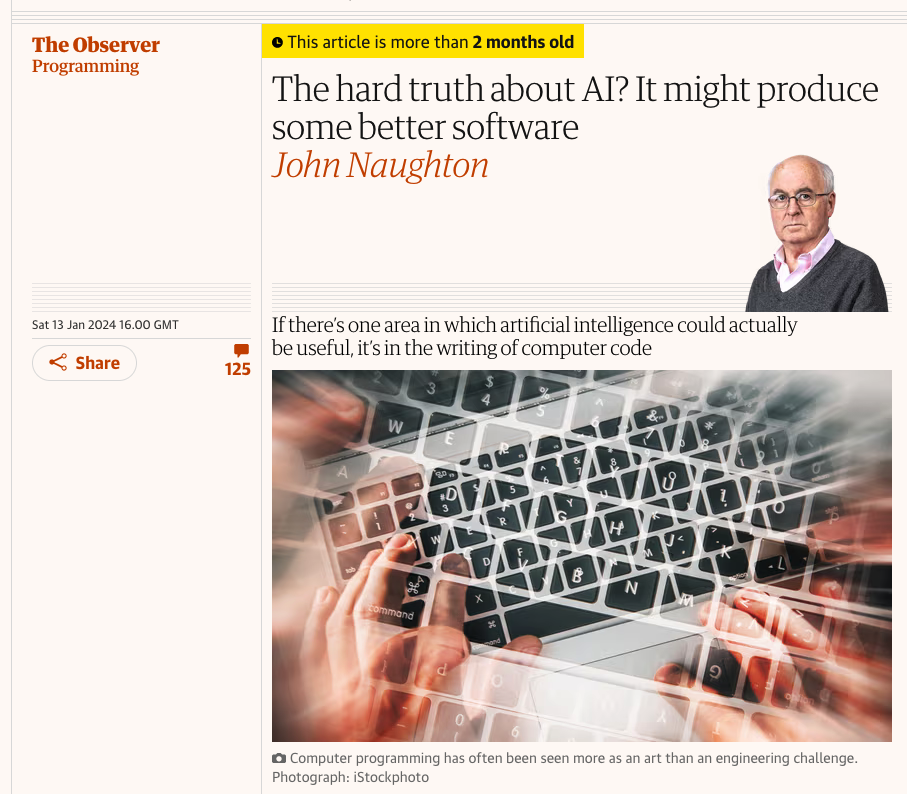 The Observer
Programming
This article is more than 2 months old
The hard truth about AI? It might produce
some better software
John Naughton
Sat 13 Jan 2024 16.00 GMT
Share
125
If there's one area in which artificial intelligence could actually
be useful, it's in the writing of computer code
command
option
Computer programming has often been seen more as an art than an engineering challenge.
Photograph: iStockphoto